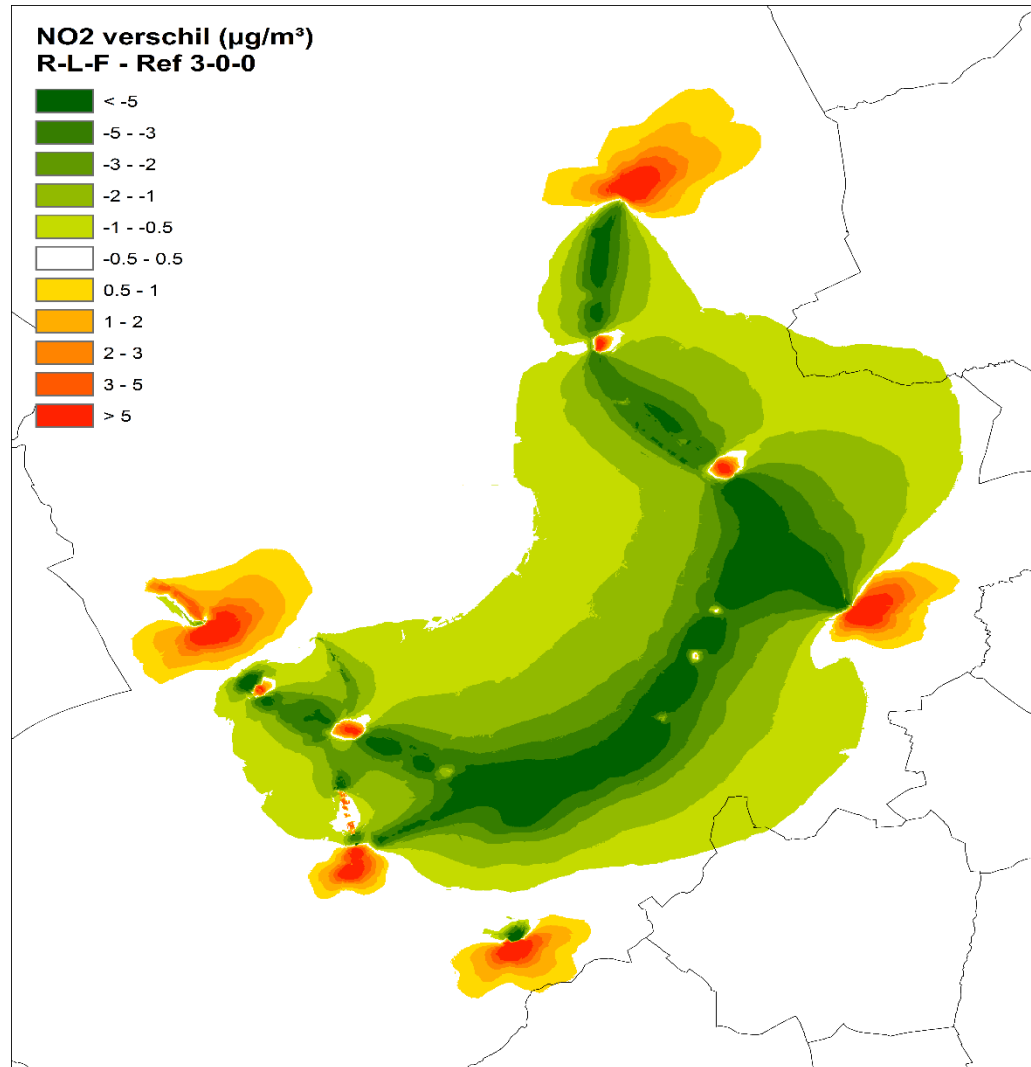 NO2 verschil (µg/m³)
R-L-F - Ref 3-0-0
< -5
-5 - -3
-3 - -2
-2 - -1
-1 - -0.5
-0.5 - 0.5
0.5 - 1
1 - 2
2 - 3
3 - 5
> 5